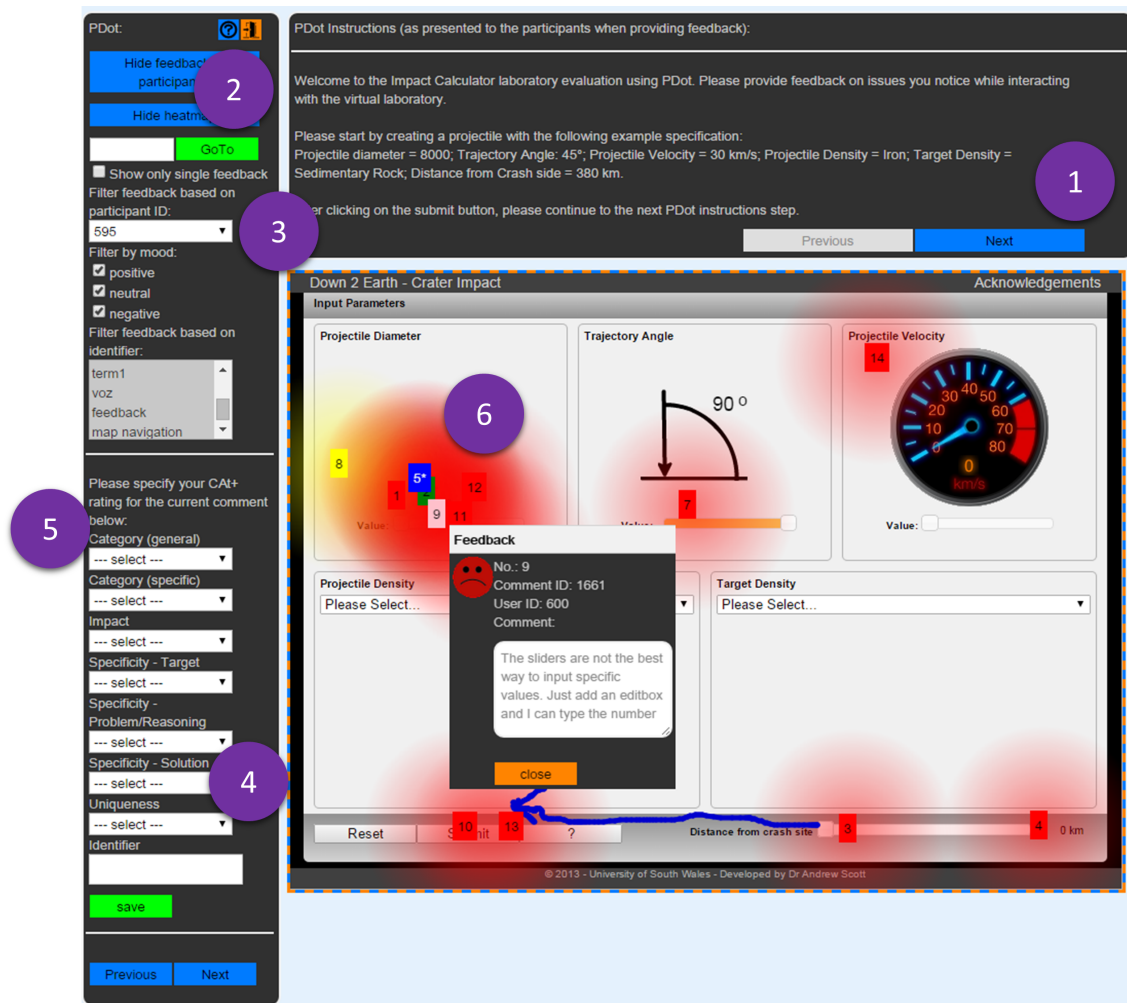 PDot:
Hide feedback
participan
2
Hide heatma
GoTo
Show only single feedback
Filter feedback based on
participant ID:
595
3
Filter by mood:
positive
neutral
negative
Filter feedback based on
identifier:
term1
voz
feedback
map navigation
5
Please specify your CAt+
rating for the current comment
below:
Category (general)
--- select ---
Category (specific)
--- select ---
Impact
--- select ---
Specificity - Target
--- select ---
Specificity -
Problem/Reasoning
--- select ---
Specificity - Solution
--- select ---
4
Uniqueness
--- select ---
Identifier
save
Previous Next
PDot Instructions (as presented to the participants when providing feedback):
Welcome to the Impact Calculator laboratory evaluation using PDot. Please provide feedback on issues you notice while interacting
with the virtual laboratory.
Please start by creating a projectile with the following example specification:
Projectile diameter = 8000; Trajectory Angle: 45°; Projectile Velocity = 30 km/s; Projectile Density = Iron; Target Density =
Sedimentary Rock; Distance from Crash side = 380 km.
1
er clicking on the submit button, please continue to the next PDot instructions step.
Previous Next
Down 2 Earth - Crater Impact Acknowledgements
Input Parameters
Projectile Diameter
6
8
5*
2
1
12
9
11
Value:
Trajectory Angle
90 º
7
Value:
Projectile Velocity
14
0 10 20 30 40 50 60 70 80
0
km/s
Value:
Feedback
No.: 9
Comment ID: 1661
User ID: 600
Comment:
The sliders are not the best
way to input specific
values. Just add an editbox
and I can type the number
close
Projectile Density
Please Select...
Target Density
Please Select...
Reset
10 13
?
Distance from crash site 3 4 0 km
© 2013 - University of South Wales - Developed by Dr Andrew Scott